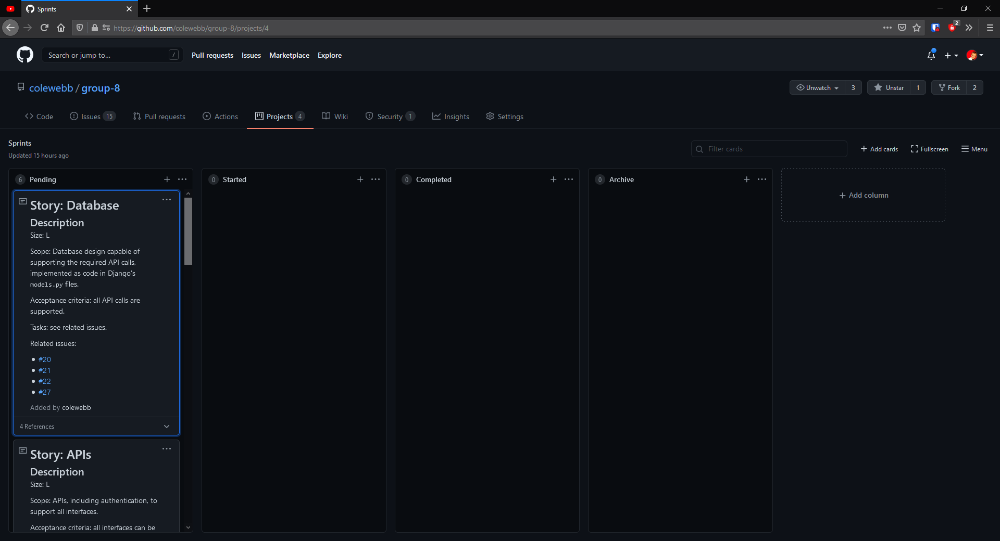 Sprints
https://github.com/colewebb/group-8/projects/4
2
Search or jump to...
/
Pull requests
Issues
Marketplace
Explore
colewebb / group-8
Unwatch
3
Unstar
1
Fork
2
Code
Issues 15
Pull requests
Actions
Projects 4
Wiki
Security 1
Insights
Settings
Sprints
Updated 15 hours ago
Filter cards
Add cards
Fullscreen
Menu
6 Pending
Story: Database
Description
Size: L
Scope: Database design capable of
supporting the required API calls,
implemented as code in Django's
models.py files.
Acceptance criteria: all API calls are
supported.
Tasks: see related issues.
Related issues:
#20
#21
#22
#27
Added by colewebb
4 References
Story: APIs
Description
Size: L
Scope: APIs, including authentication, to
support all interfaces.
Acceptance criteria: all interfaces can be
0 Started
0 Completed
0 Archive
Add column